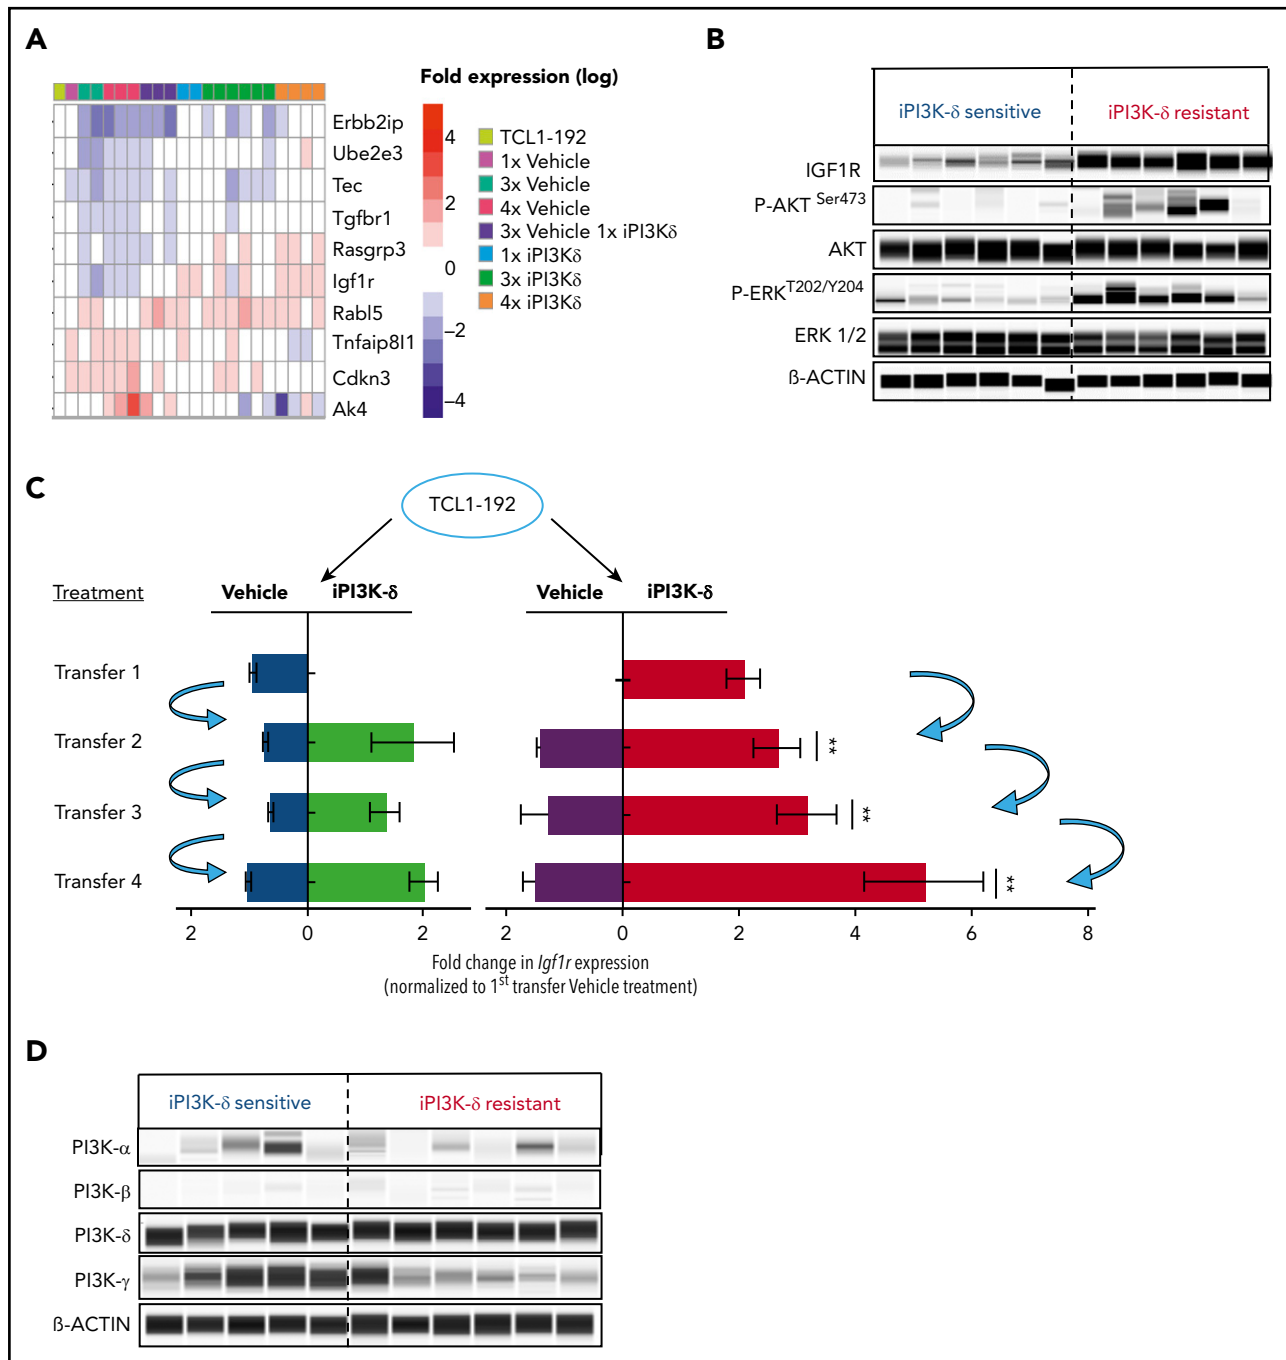 A
Fold expression (log)
4
2
0
–2
–4
Erbb2ip
Ube2e3
Tec
Tgfbr1
Rasgrp3
Igf1r
Rabl5
Tnfaip8l1
Cdkn3
Ak4
TCL1-192
1x Vehicle
3x Vehicle
4x Vehicle
3x Vehicle 1x iPI3Kδ
1x iPI3Kδ
3x iPI3Kδ
4x iPI3Kδ
B
iPI3K-δ sensitive
iPI3K-δ resistant
IGF1R
P-AKT Ser473
AKT
P-ERK T202/Y204
ERK 1/2
ß-ACTIN
C
TCL1-192
Treatment
Vehicle
iPI3K-δ
Vehicle
iPI3K-δ
Transfer 1
Transfer 2
**
Transfer 3
**
Transfer 4
**
2 0 2
2 0 2 4 6 8
Fold change in Igf1r expression
(normalized to 1st transfer Vehicle treatment)
D
iPI3K-δ sensitive
iPI3K-δ resistant
PI3K-α
PI3K-β
PI3K-δ
PI3K-γ
ß-ACTIN